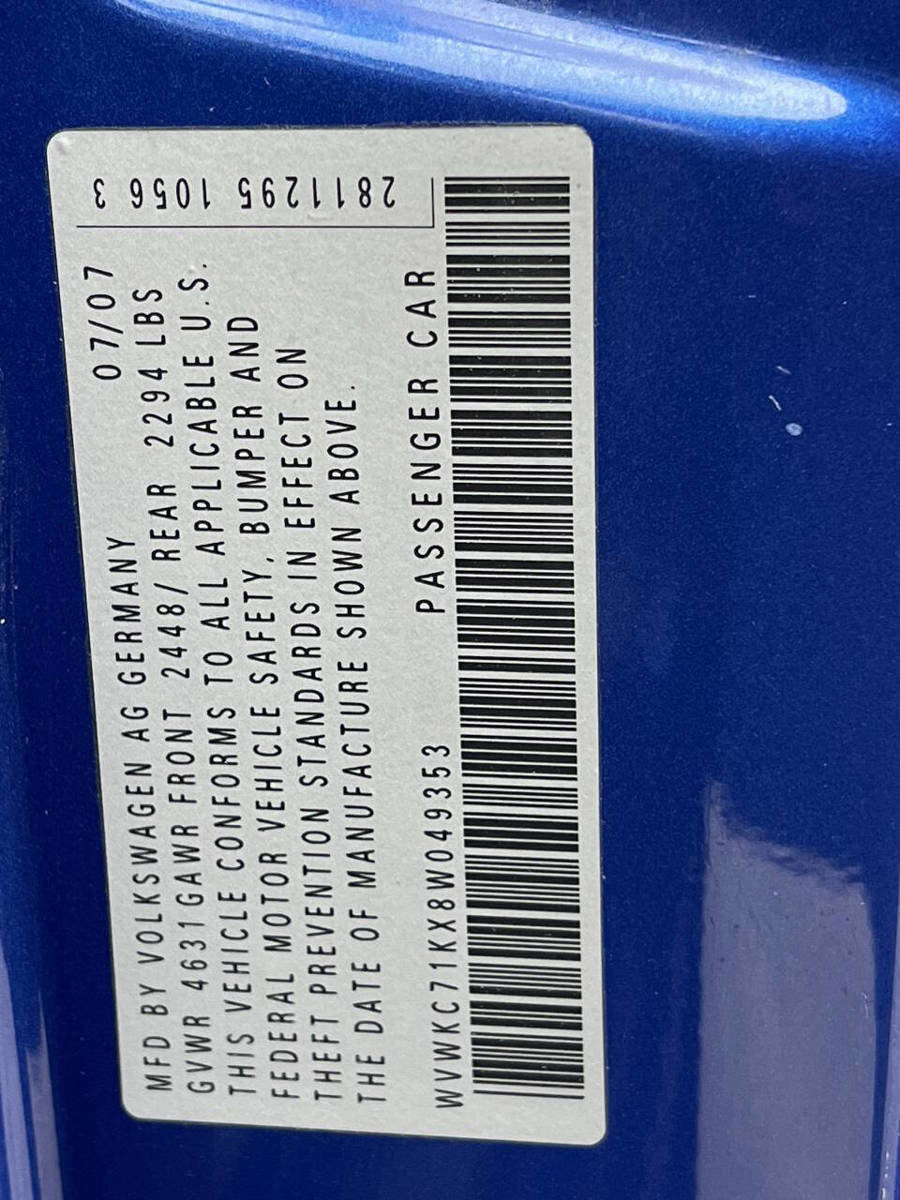 MFD BY VOLKSWAGEN AG GERMANY 07/07
GVWR 4631GAWR FRONT 2448/ REAR 2294 LBS
THIS VEHICLE CONFORMS TO ALL APPLICABLE U.S.
FEDERAL MOTOR VEHICLE SAFETY, BUMPER AND
THEFT PREVENTION STANDARDS IN EFFECT ON
THE DATE OF MANUFACTURE SHOWN ABOVE.
WVWKC71KX8W049353 PASSENGER CAR
2811295 1056 3